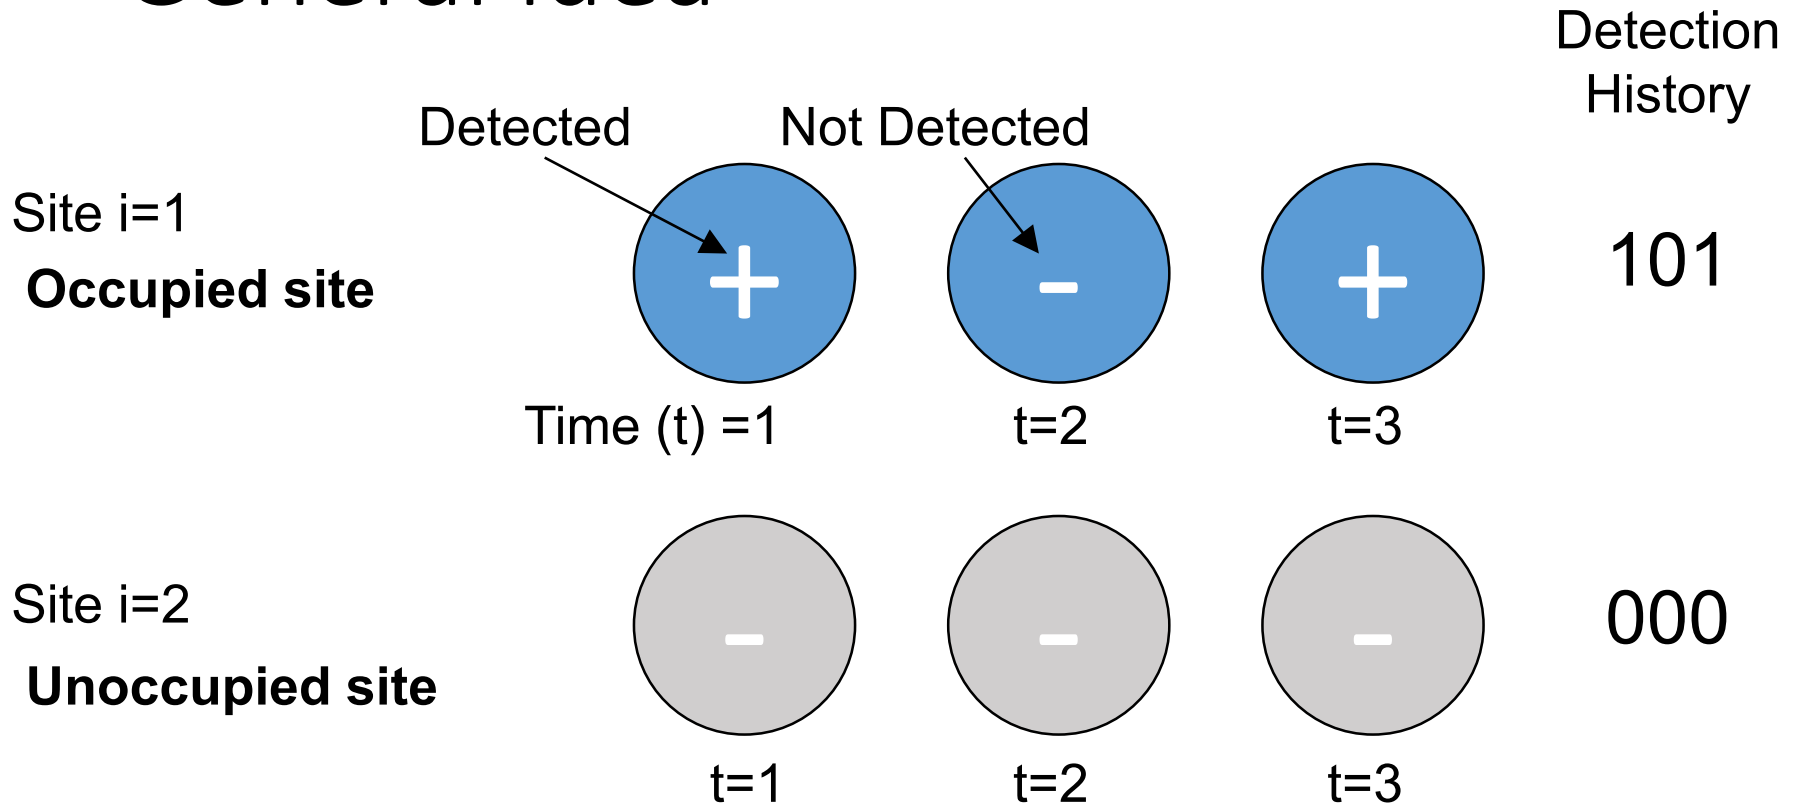 Detection
History
Detected
Not Detected
Site i=1
Occupied site
+
-
+
101
Time (t) =1
t=2
t=3
Site i=2
Unoccupied site
-
-
-
000
t=1
t=2
t=3